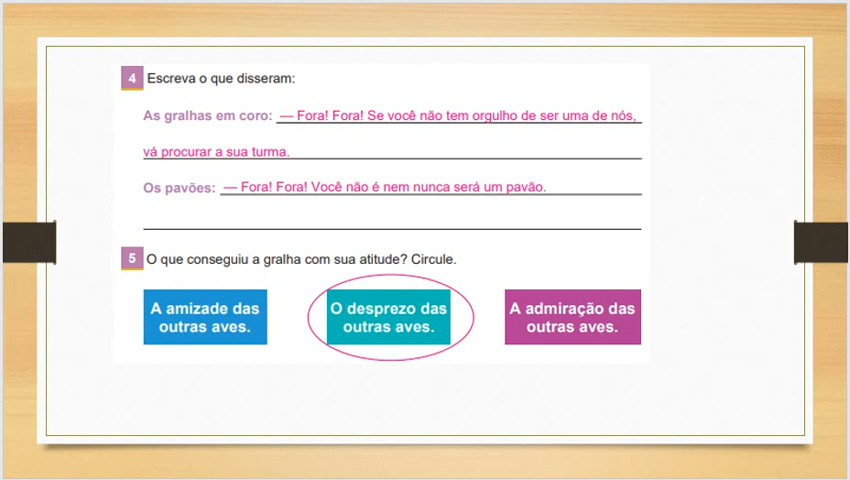 4 Escreva o que disseram:
As gralhas em coro: — Fora! Fora! Se você não tem orgulho de ser uma de nós,
vá procurar a sua turma.
Os pavões: — Fora! Fora! Você não é nem nunca será um pavão.
5 O que conseguiu a gralha com sua atitude? Circule.
A amizade das
outras aves.
O desprezo das
outras aves.
A admiração das
outras aves.